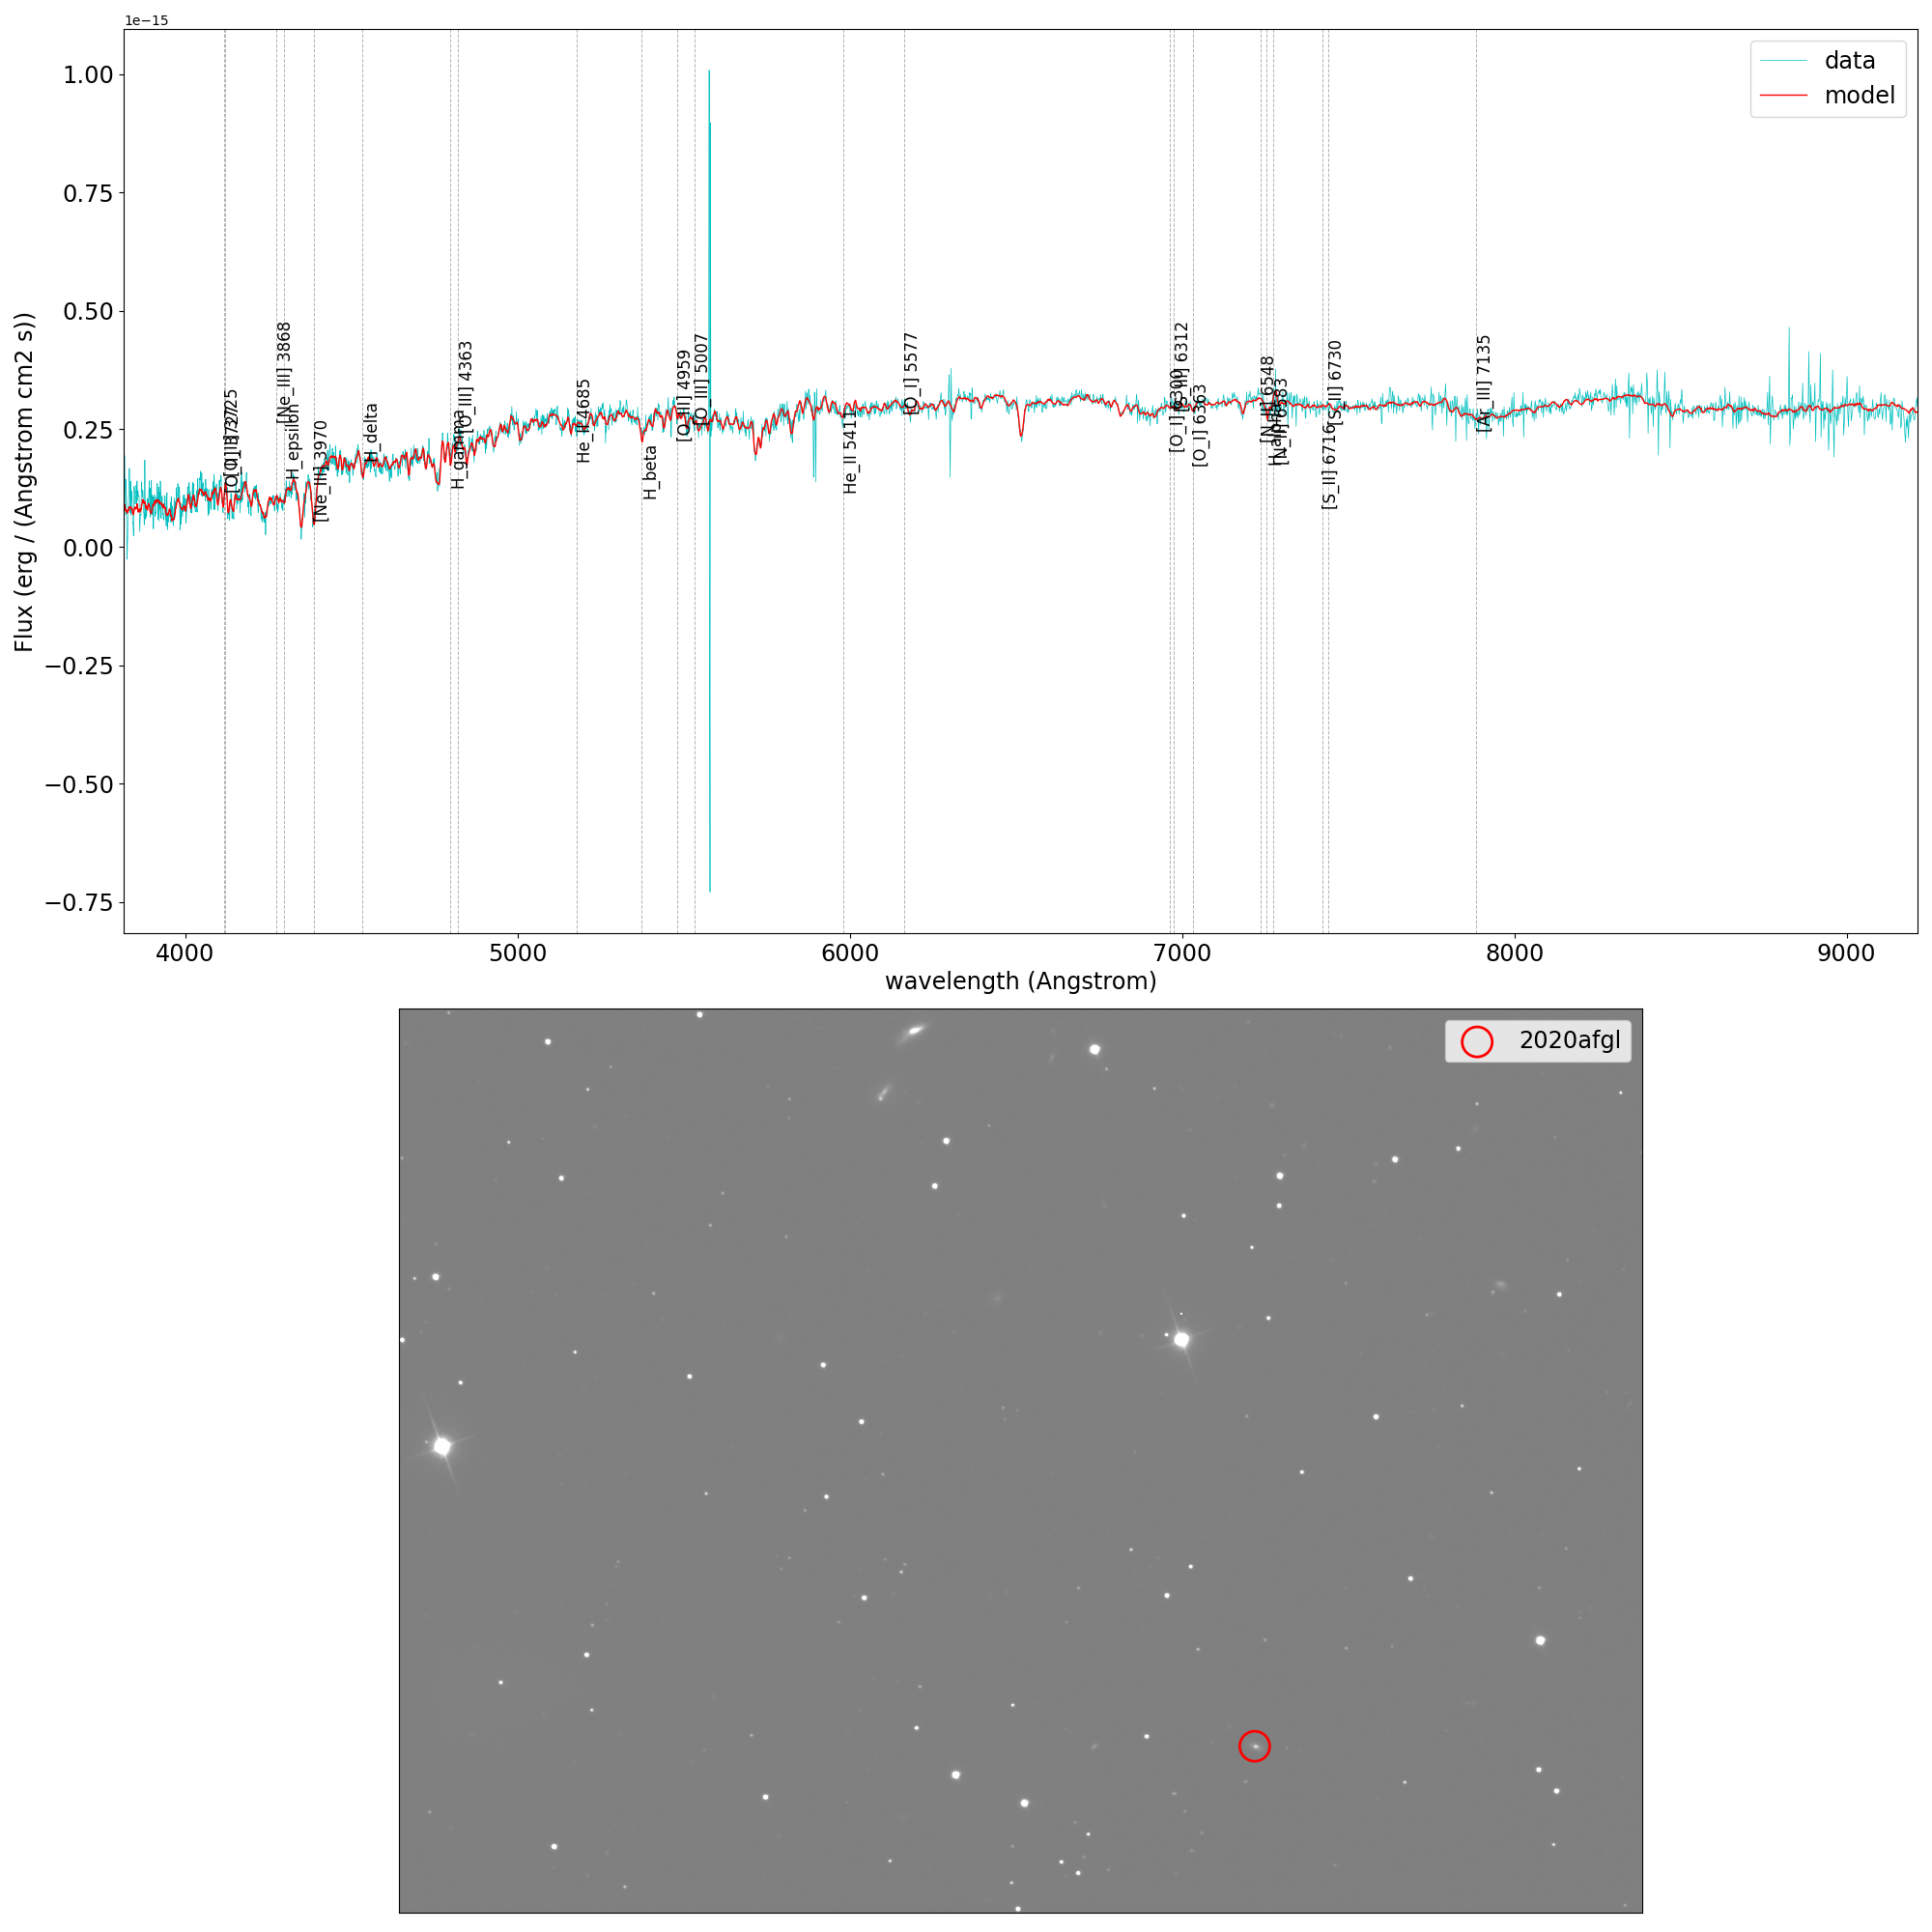 1e−15
Flux (erg / (Angstrom cm2 s))
1.00
0.75
0.50
0.25
0.00
−0.25
−0.50
−0.75
data
model
[Ne_III] 3868
H_epsilon
[Ne_III] 3970
H_delta
H_gamma
[O_III] 4363
He_II 4685
H_beta
[O_III] 4959
[O_III] 5007
He_II 5411
[O_I] 5577
[O_I] 6300
[S_III] 6312
[O_I] 6363
[N_II] 6548
H_alpha
[N_II] 6583
[S_II] 6716
[S_II] 6730
[Ar_III] 7135
4000 5000 6000 7000 8000 9000
wavelength (Angstrom)
2020afgl